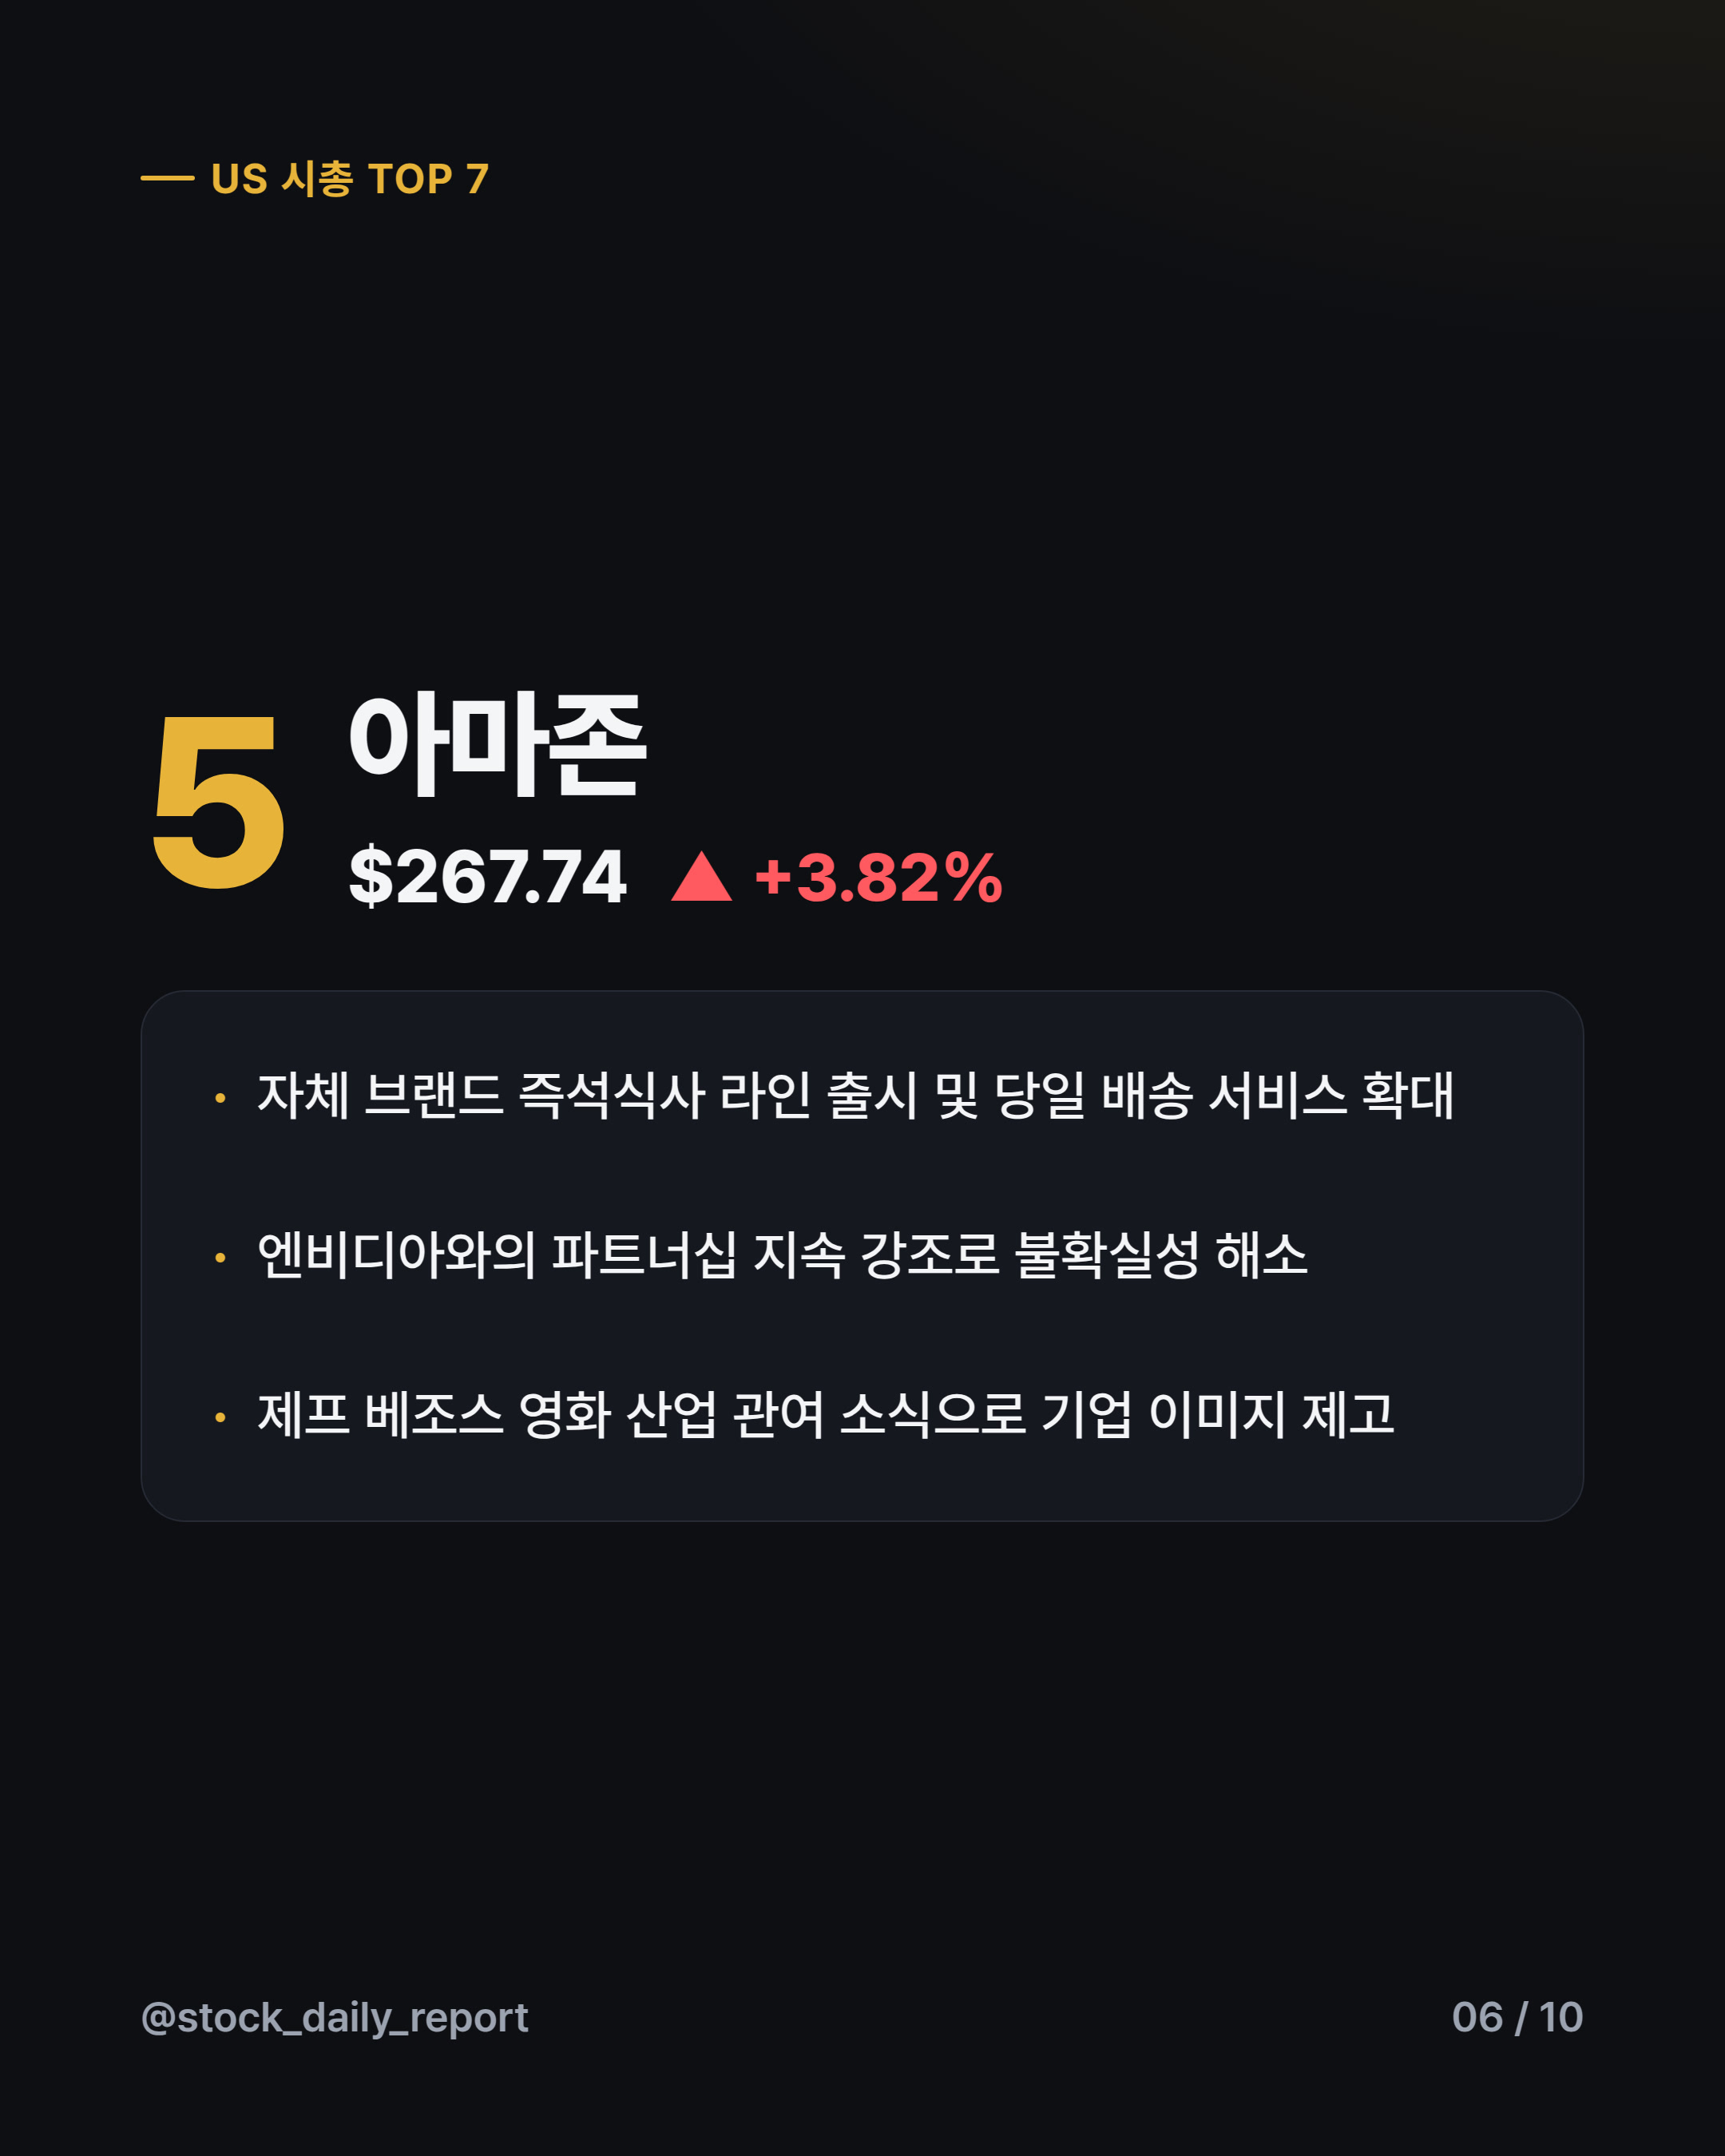 US 시총 TOP 7
5
아마존
$267.74 ▲ +3.82%
• 자체 브랜드 즉석식사 라인 출시 및 당일 배송 서비스 확대
• 엔비디아와의 파트너십 지속 강조로 불확실성 해소
• 제프 베조스 영화 산업 관여 소식으로 기업 이미지 제고
@stock_daily_report
06 / 10